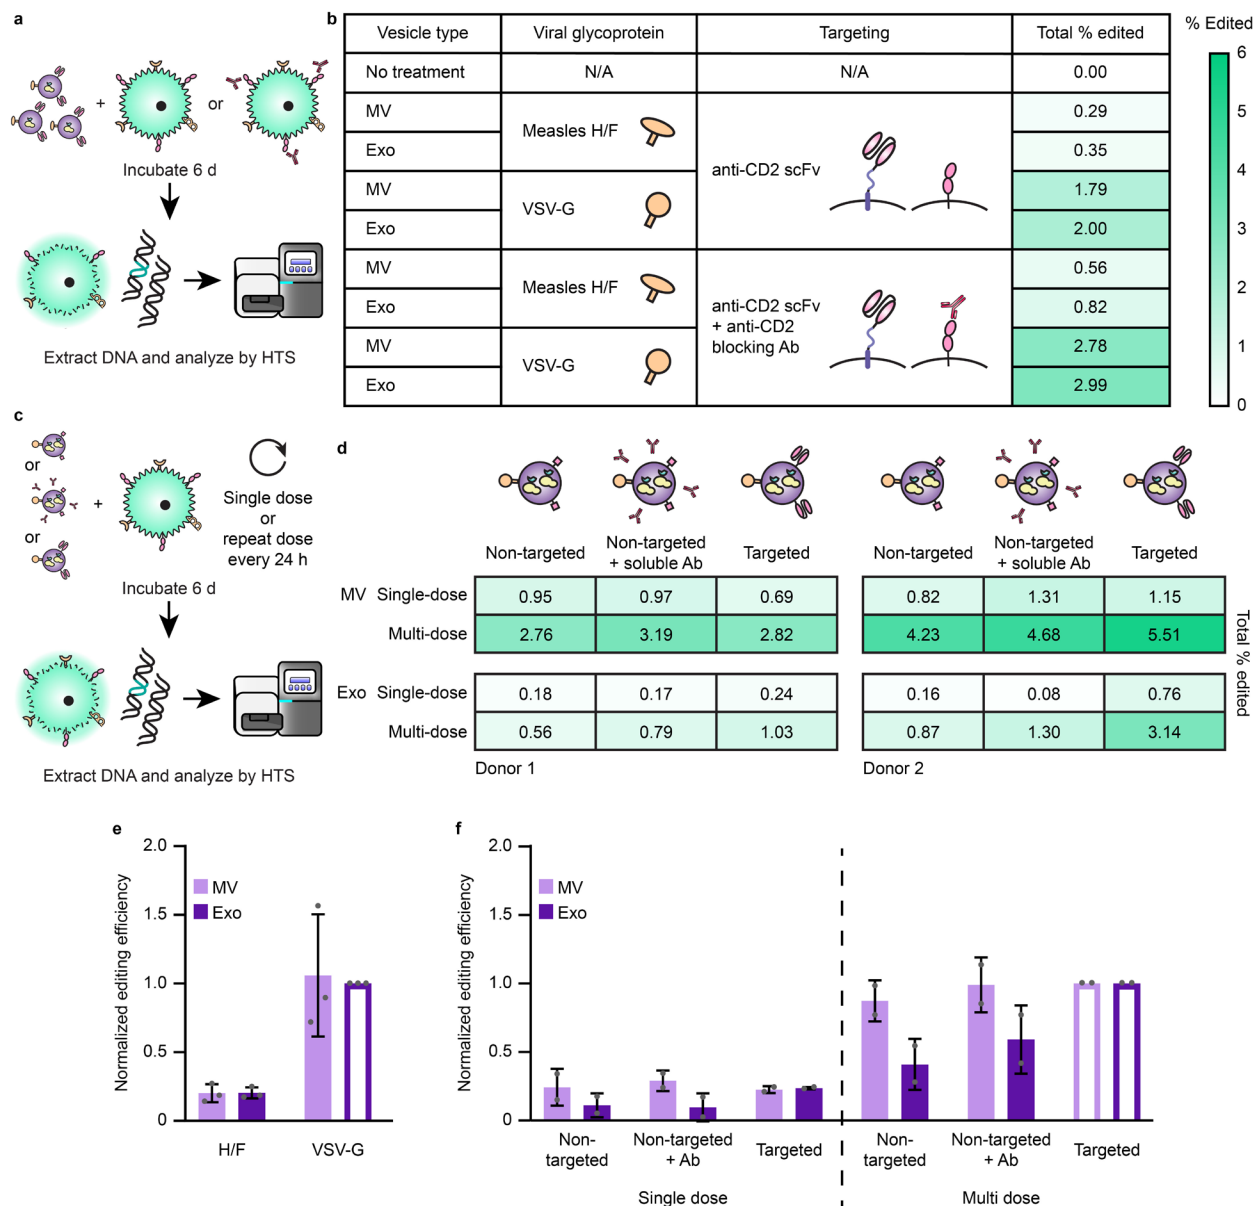 a
+
or
Incubate 6 d
Extract DNA and analyze by HTS
b
Vesicle type Viral glycoprotein Targeting Total % edited
No treatment N/A N/A 0.00
MV Measles H/F anti-CD2 scFv 0.29
Exo 0.35
MV VSV-G 1.79
Exo 2.00
MV Measles H/F 0.56
anti-CD2 scFv
+ anti-CD2
blocking Ab
Exo 0.82
MV VSV-G 2.78
Exo 2.99
% Edited
6
5
4
3
2
1
0
c
or
or
+
Single dose
or
repeat dose
every 24 h
Incubate 6 d
Extract DNA and analyze by HTS
d
Non-targeted
Non-targeted
+ soluble Ab
Targeted
Non-targeted
Non-targeted
+ soluble Ab
Targeted
MV Single-dose 0.95 0.97 0.69 0.82 1.31 1.15
Multi-dose 2.76 3.19 2.82 4.23 4.68 5.51
Exo Single-dose 0.18 0.17 0.24 0.16 0.08 0.76
Multi-dose 0.56 0.79 1.03 0.87 1.30 3.14
Donor 1
Donor 2
Total % edited
e
Normalized editing efficiency
2.0
1.5
1.0
0.5
0
MV
Exo
H/F VSV-G
f
Normalized editing efficiency
2.0
1.5
1.0
0.5
0
MV
Exo
Non-
targeted
Non-targeted
+ Ab
Targeted
Non-
targeted
Non-targeted
+ Ab
Targeted
Single dose
Multi dose